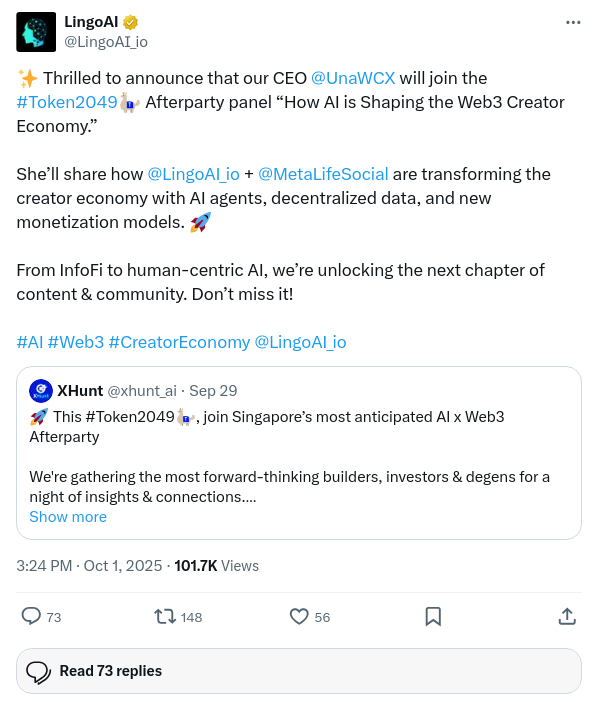 LingoAI
@LingoAI_io
✨ Thrilled to announce that our CEO @UnaWCX will join the
#Token2049 Afterparty panel “How AI is Shaping the Web3 Creator
Economy.”
She’ll share how @LingoAI_io + @MetaLifeSocial are transforming the
creator economy with AI agents, decentralized data, and new
monetization models. 🚀
From InfoFi to human-centric AI, we’re unlocking the next chapter of
content & community. Don’t miss it!
#AI #Web3 #CreatorEconomy @LingoAI_io
XHunt @xhunt_ai · Sep 29
🚀 This #Token2049, join Singapore’s most anticipated AI x Web3
Afterparty
We're gathering the most forward-thinking builders, investors & degens for a
night of insights & connections....
Show more
3:24 PM · Oct 1, 2025 · 101.7K Views
73 148 56
Read 73 replies